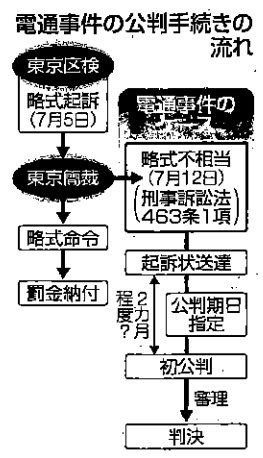 電通事件の公判手続きの
流れ
東京区検
略式起訴
(7月5日)
東京簡裁
略式命令
罰金納付
電通事件の
ケース
略式不相当
(7月12日)
(刑事訴訟法
463条1項)
起訴状送達
2カ月
程度?
公判期日
指定
初公判
審理
判決